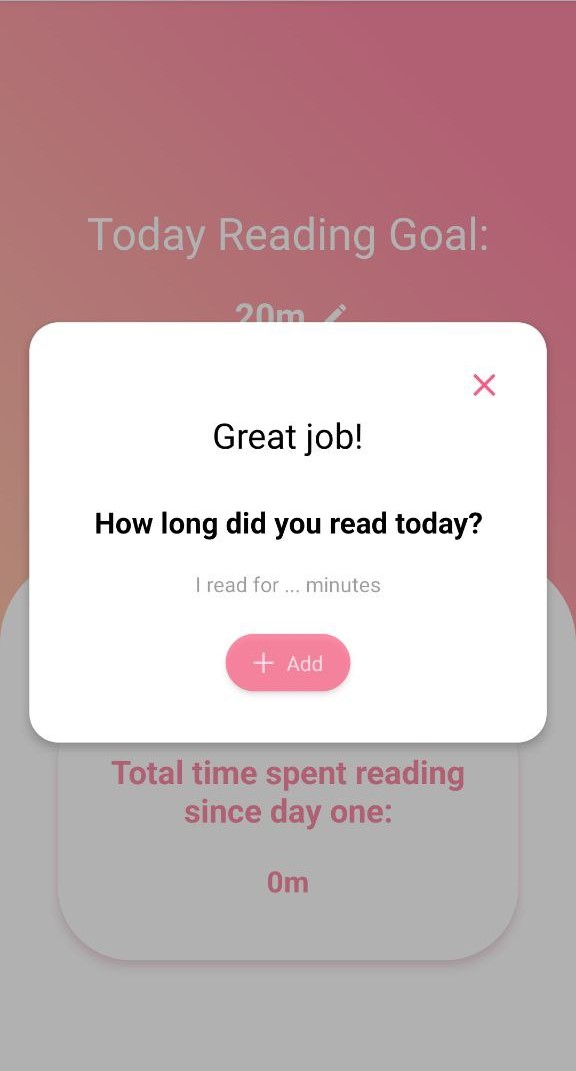 Today Reading Goal:
20m
Great job!
How long did you read today?
I read for ... minutes
Add
Total time spent reading
since day one:
0m